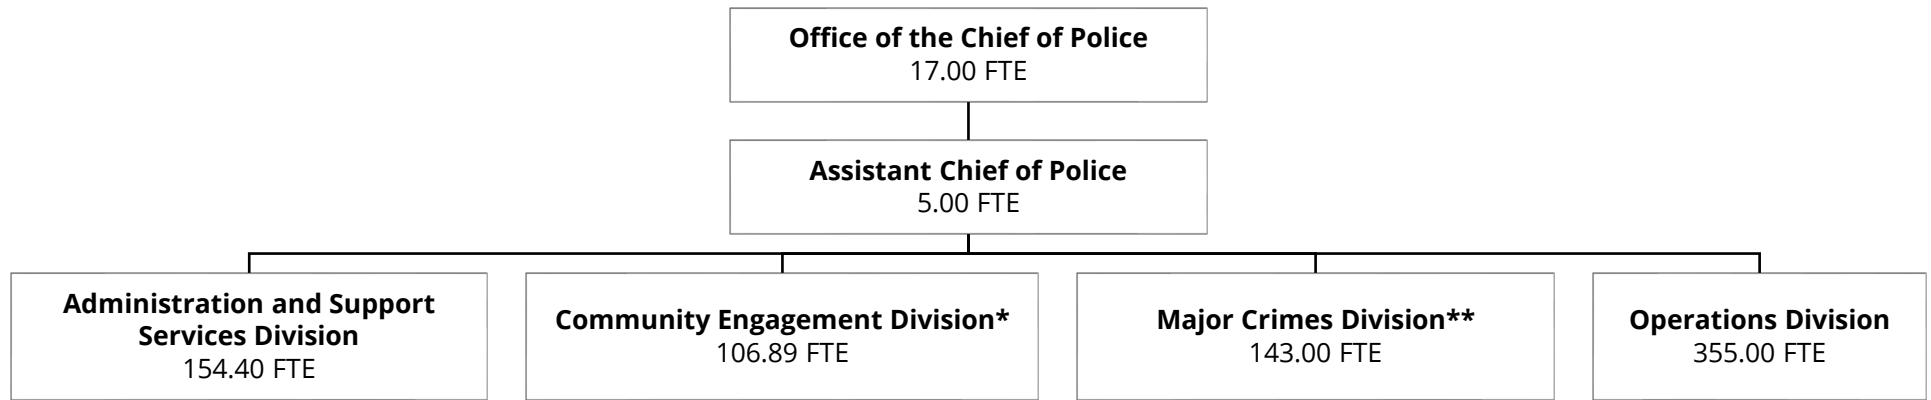 Office of the Chief of Police
17.00 FTE
Assistant Chief of Police
5.00 FTE
Administration and Support
Services Division
154.40 FTE
Community Engagement Division*
106.89 FTE
Major Crimes Division**
143.00 FTE
Operations Division
355.00 FTE